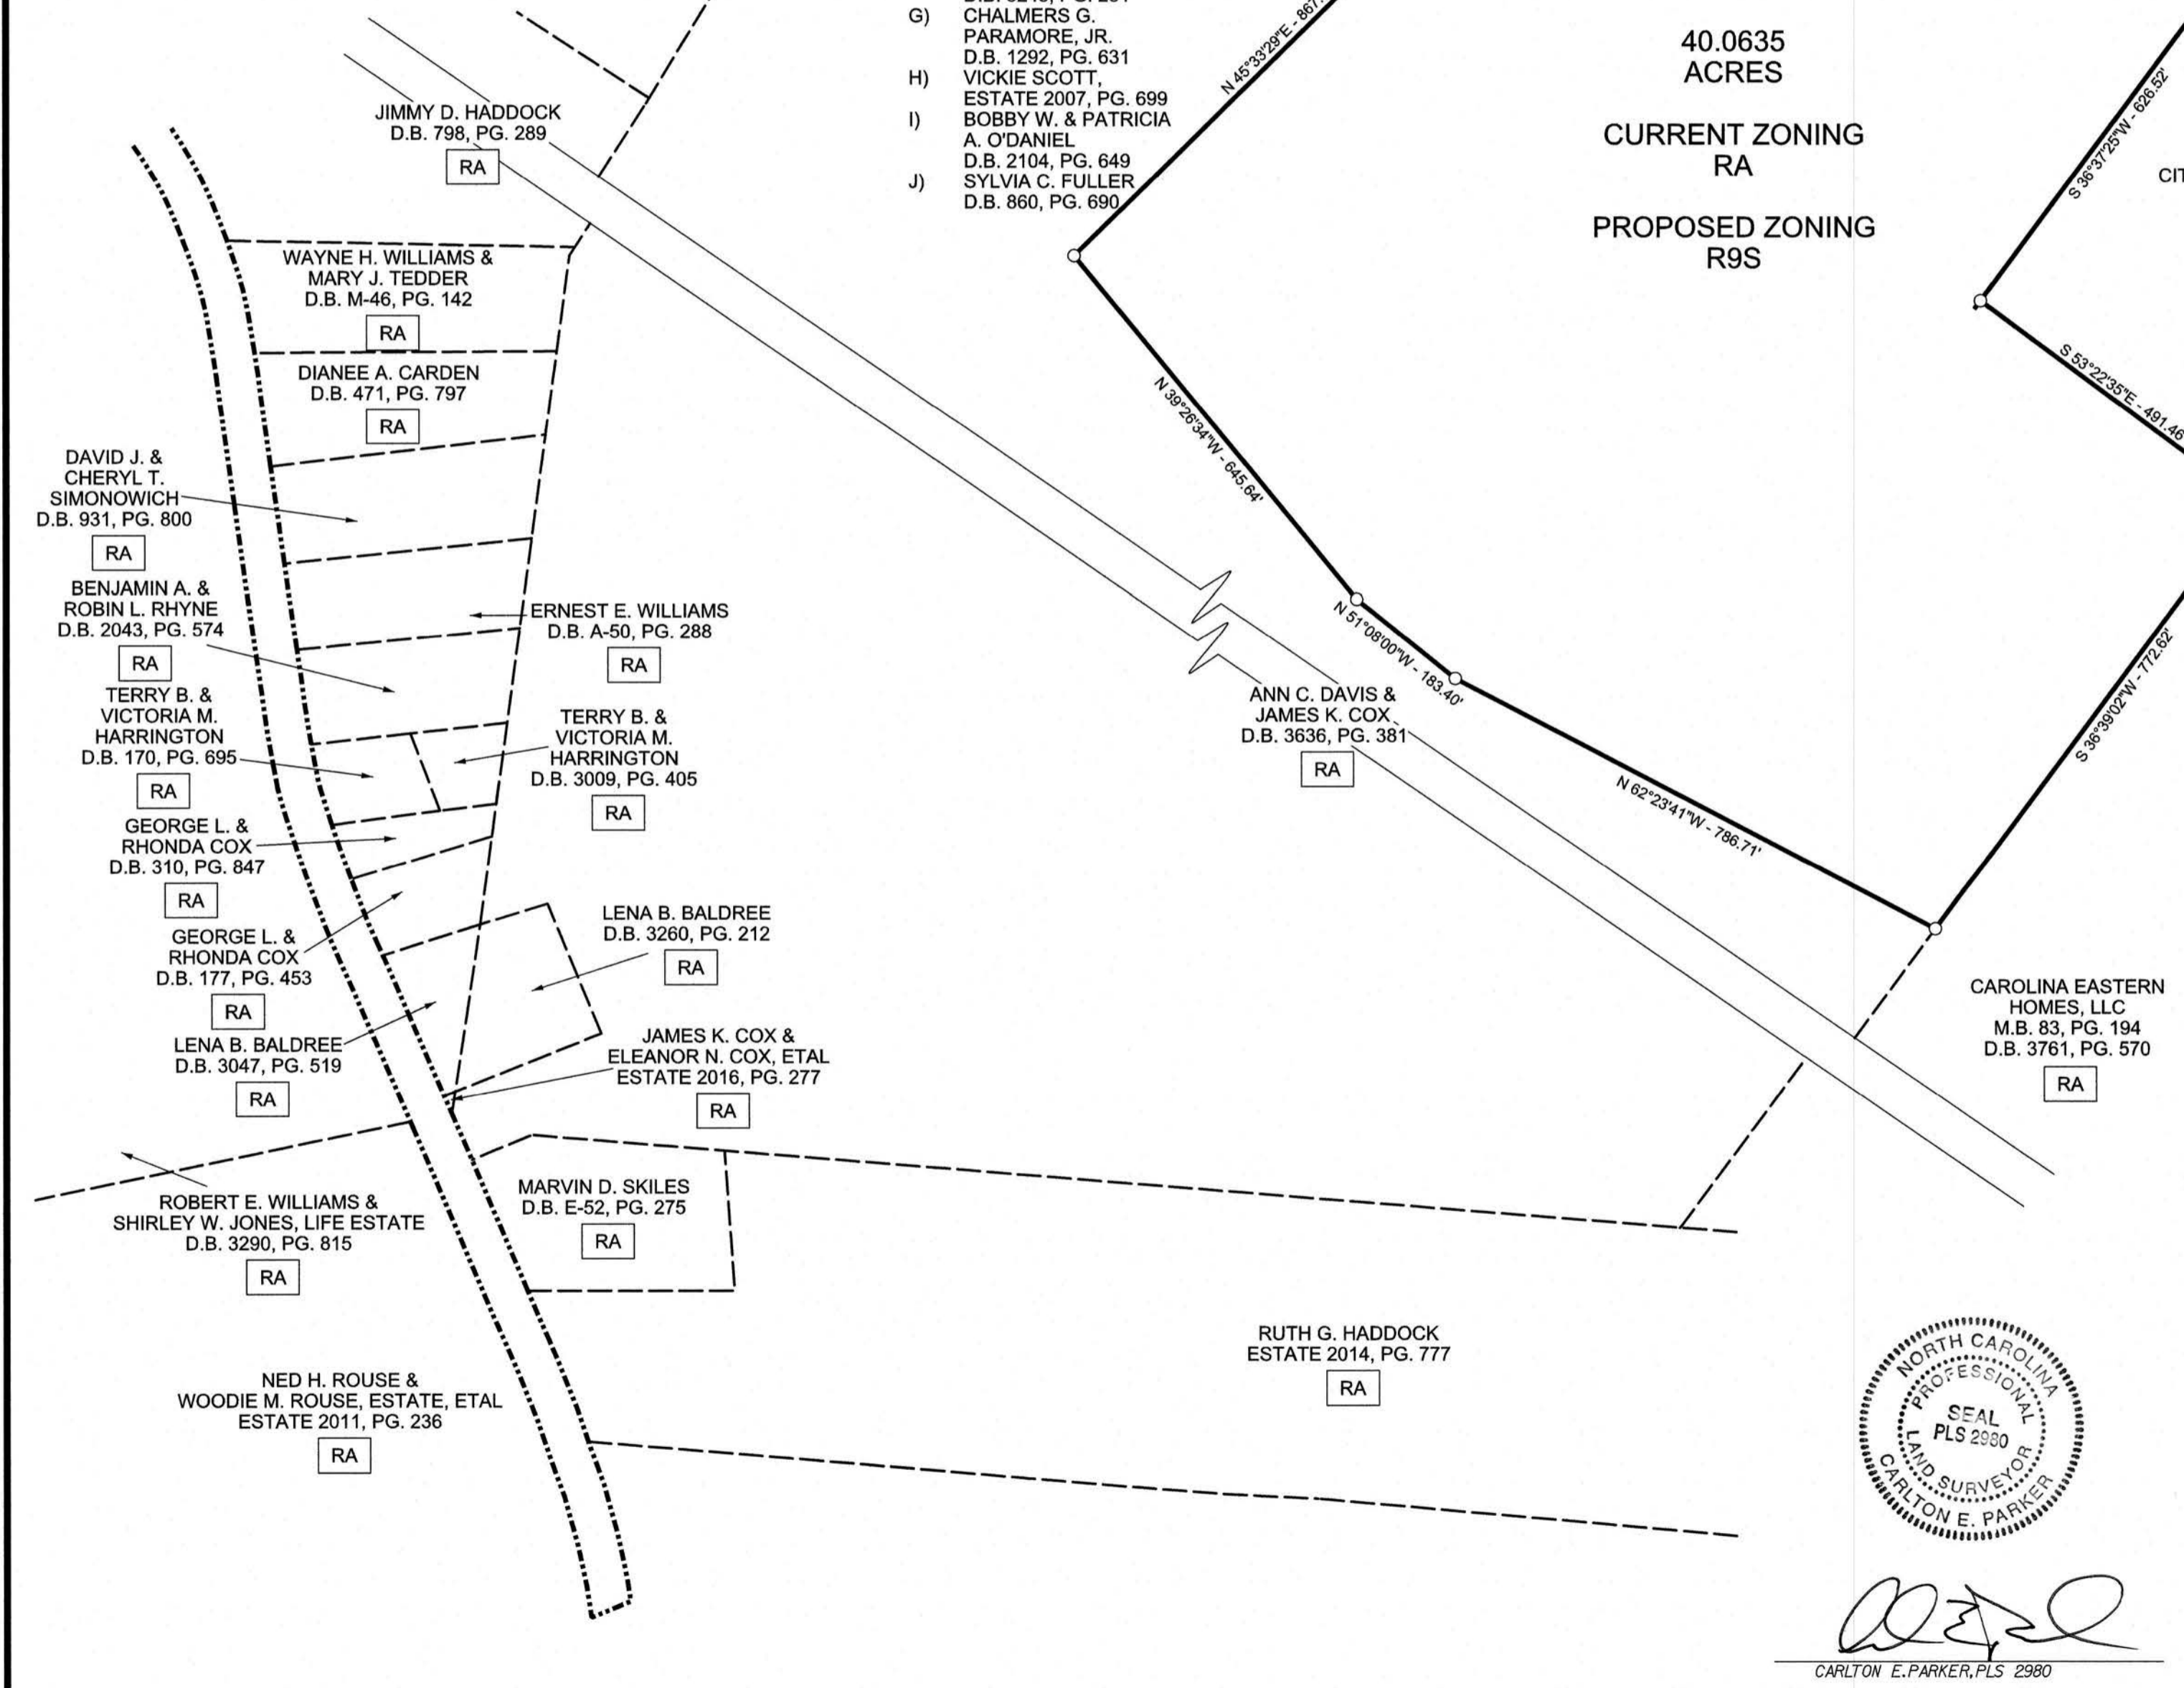 G) CHALMERS G.
PARAMORE, JR.
D.B. 1292, PG. 631
H) VICKIE SCOTT,
ESTATE 2007, PG. 699
I) BOBBY W. & PATRICIA
A. O'DANIEL
D.B. 2104, PG. 649
J) SYLVIA C. FULLER
D.B. 860, PG. 690
N 45°33'29"E - 867.
40.0635
ACRES
CURRENT ZONING
RA
PROPOSED ZONING
R9S
S 36°37'25"W - 626.52'
CIT
S 53°22'35"E - 491.46
JIMMY D. HADDOCK
D.B. 798, PG. 289
RA
WAYNE H. WILLIAMS &
MARY J. TEDDER
D.B. M-46, PG. 142
RA
DIANEE A. CARDEN
D.B. 471, PG. 797
RA
N 39°26'34"W - 645.64'
DAVID J. &
CHERYL T.
SIMONOWICH
D.B. 931, PG. 800
RA
BENJAMIN A. &
ROBIN L. RHYNE
D.B. 2043, PG. 574
RA
ERNEST E. WILLIAMS
D.B. A-50, PG. 288
RA
N 51°08'00"W - 183.40'
TERRY B. &
VICTORIA M.
HARRINGTON
D.B. 170, PG. 695
RA
TERRY B. &
VICTORIA M.
HARRINGTON
D.B. 3009, PG. 405
RA
ANN C. DAVIS &
JAMES K. COX
D.B. 3636, PG. 381
RA
S 36°39'02"W - 772.62'
N 62°23'41"W - 786.71'
GEORGE L. &
RHONDA COX
D.B. 310, PG. 847
RA
GEORGE L. &
RHONDA COX
D.B. 177, PG. 453
RA
LENA B. BALDREE
D.B. 3260, PG. 212
RA
LENA B. BALDREE
D.B. 3047, PG. 519
RA
JAMES K. COX &
ELEANOR N. COX, ETAL
ESTATE 2016, PG. 277
RA
CAROLINA EASTERN
HOMES, LLC
M.B. 83, PG. 194
D.B. 3761, PG. 570
RA
ROBERT E. WILLIAMS &
SHIRLEY W. JONES, LIFE ESTATE
D.B. 3290, PG. 815
RA
MARVIN D. SKILES
D.B. E-52, PG. 275
RA
RUTH G. HADDOCK
ESTATE 2014, PG. 777
RA
NED H. ROUSE &
WOODIE M. ROUSE, ESTATE, ETAL
ESTATE 2011, PG. 236
RA
NORTH CAROLINA
PROFESSIONAL
SEAL
PLS 2980
LAND SURVEYOR
CARLTON E. PARKER
CARLTON E.PARKER,PLS 2980